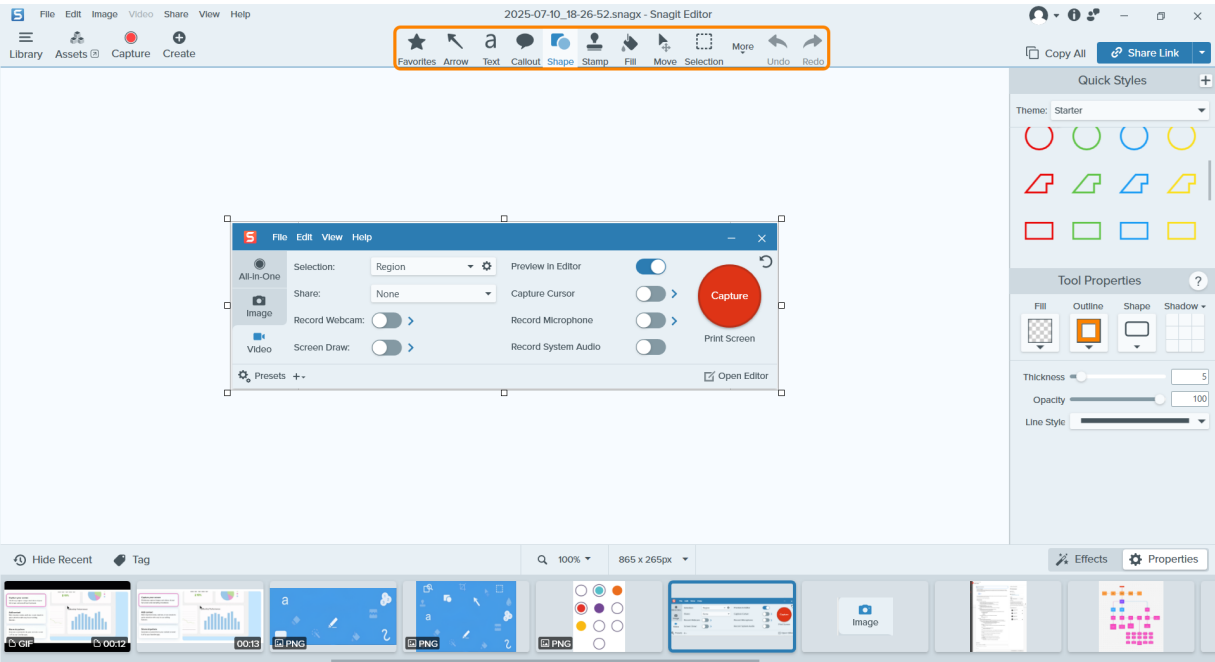 File Edit Image Video Share View Help
2025-07-10_18-26-52.snagx - Snagit Editor
Library Assets Capture Create
Favorites Arrow Text Callout Shape Stamp Fill Move Selection More Undo Redo
Copy All Share Link
Quick Styles
Theme: Starter
File Edit View Help
All-in-One
Image
Video
Selection: Region
Share: None
Record Webcam:
Screen Draw:
Preview in Editor
Capture Cursor
Record Microphone
Record System Audio
Capture
Print Screen
Presets
Open Editor
Tool Properties
Fill Outline Shape Shadow
Thickness 5
Opacity 100
Line Style
Hide Recent Tag
100% 865 x 265px
Effects Properties
GIF 00:12
00:13
a
PNG
a
PNG
PNG
Image